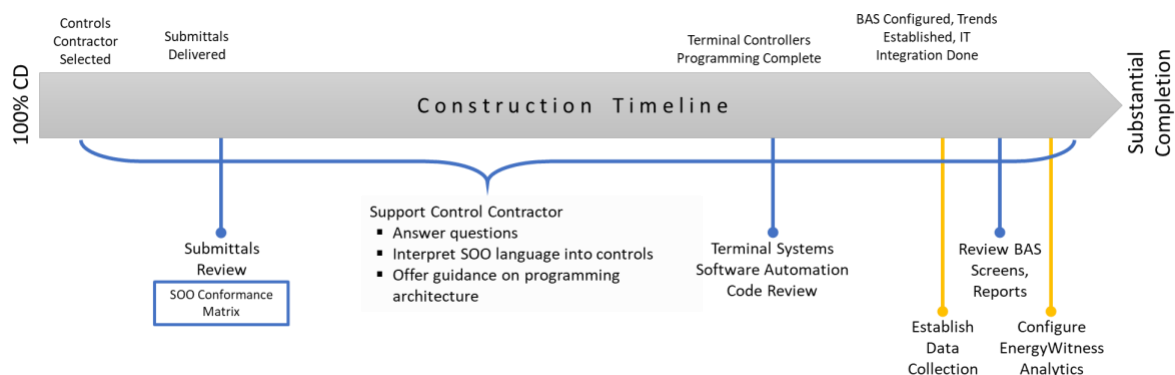 Controls
Contractor
Selected
Submittals
Delivered
Terminal Controllers
Programming Complete
BAS Configured, Trends
Established, IT
Integration Done
100% CD
Construction Timeline
Substantial
Completion
Submittals
Review
SOO Conformance
Matrix
Support Control Contractor
▪ Answer questions
▪ Interpret SOO language into controls
▪ Offer guidance on programming
architecture
Terminal Systems
Software Automation
Code Review
Review BAS
Screens,
Reports
Establish
Data
Collection
Configure
EnergyWitness
Analytics